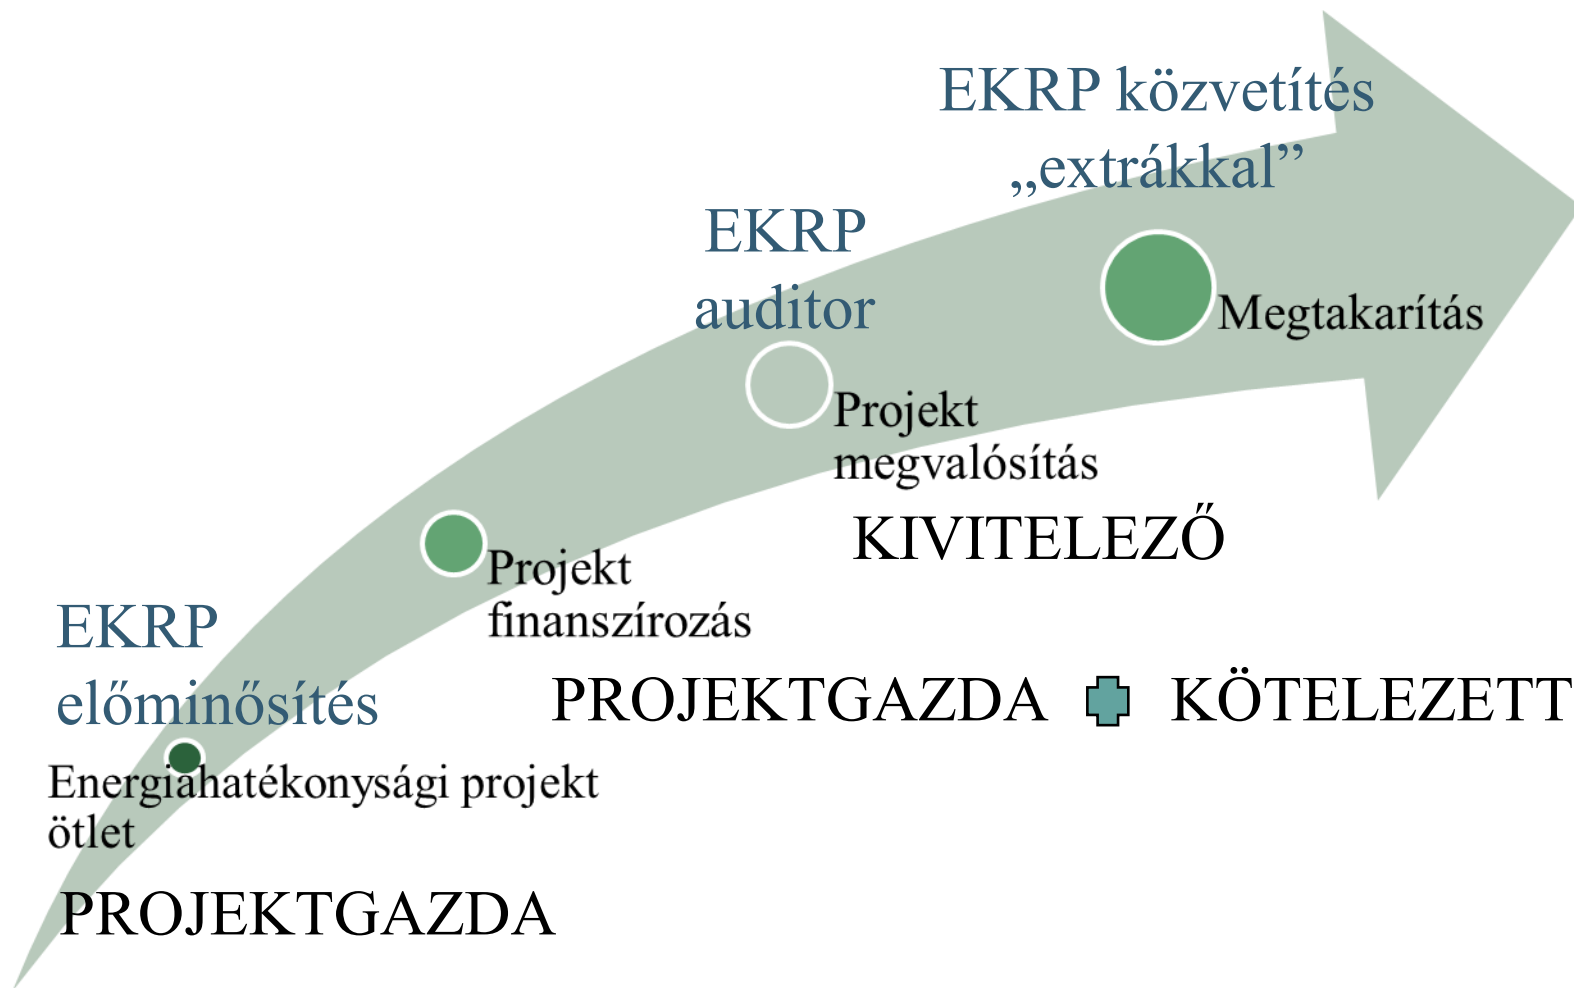 EKRP közvetítés
„extrákkal”
EKRP
auditor
Megtakarítás
Projekt
megvalósítás
KIVITELEZŐ
Projekt
finanszírozás
EKRP
előminősítés
PROJEKTGAZDA KÖTELEZETT
Energiahatékonysági projekt
ötlet
PROJEKTGAZDA